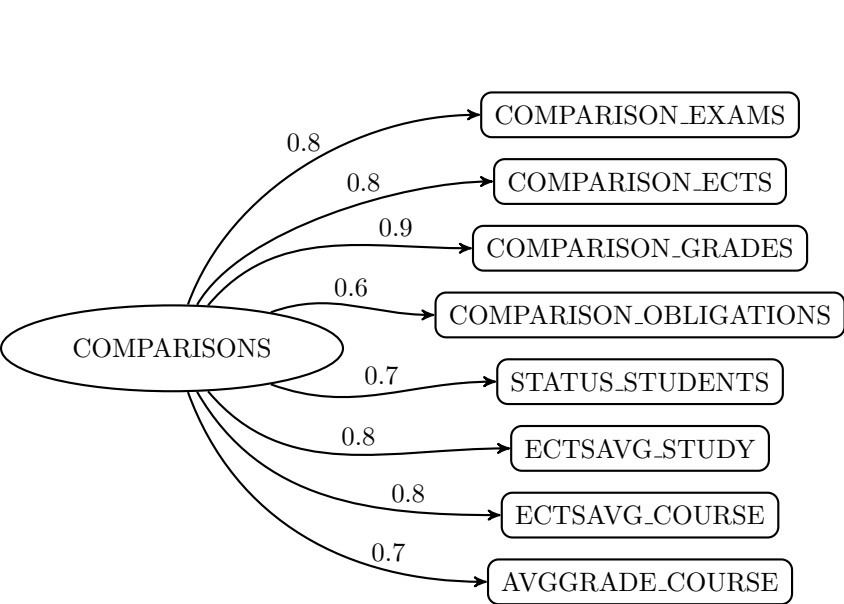 COMPARISON_EXAMS
0.8
COMPARISON_ECTS
0.8
0.9
COMPARISON_GRADES
0.6
COMPARISON_OBLIGATIONS
COMPARISONS
0.7
STATUS_STUDENTS
0.8
ECTSAVG_STUDY
0.8
ECTSAVG_COURSE
0.7
AVGGRADE_COURSE